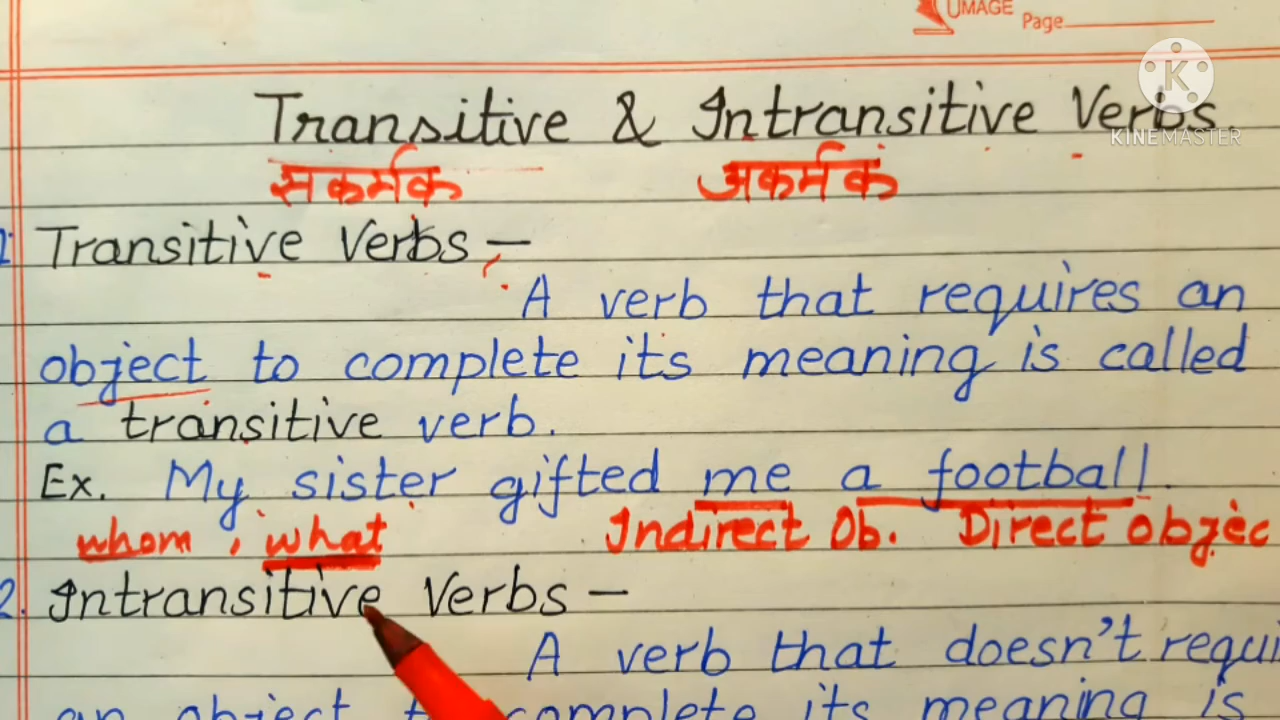 UMAGE
Page
KINEMASTER
Transitive & Intransitive Verbs.
सकर्मक अकर्मक
1. Transitive Verbs :-
A verb that requires an
object to complete its meaning is called
a transitive verb.
Ex. My sister gifted me a football.
whom, what Indirect Ob. Direct objec
2. Intransitive Verbs -
A verb that doesn't requi
an object complete its meaning is